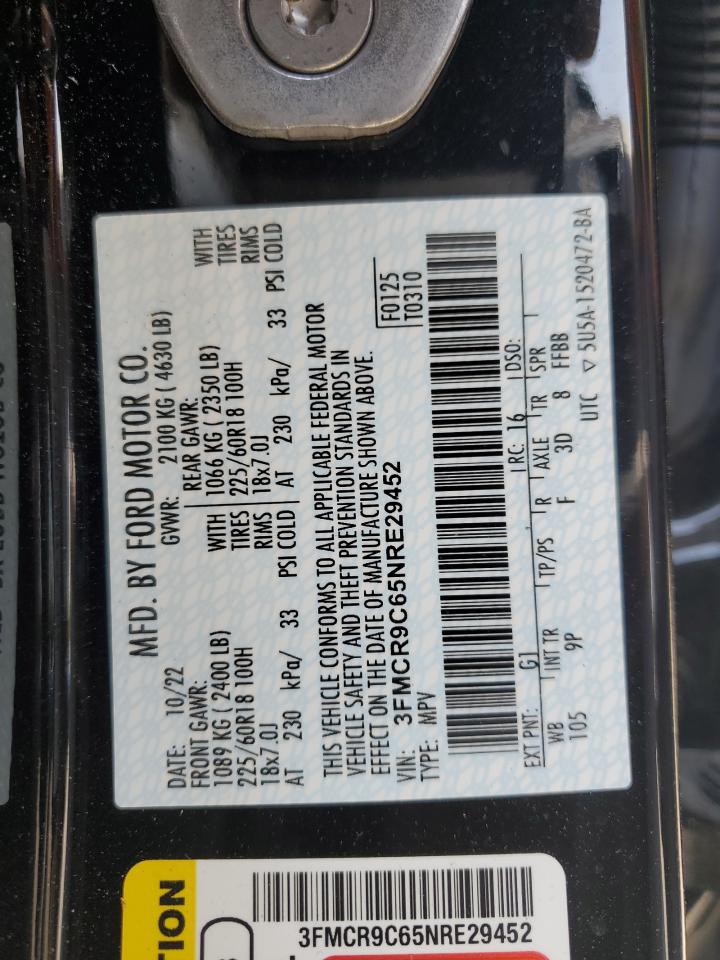 MFD. BY FORD MOTOR CO.
DATE: 10/22 GVWR: 2100 KG ( 4630 LB)
FRONT GAWR: REAR GAWR:
1089 KG ( 2400 LB) WITH 1066 KG ( 2350 LB) WITH
225/60R18 100H TIRES 225/60R18 100H TIRES
18x7.0J RIMS 18x7.0J RIMS
AT 230 kPa/ 33 PSI COLD AT 230 kPa/ 33 PSI COLD
THIS VEHICLE CONFORMS TO ALL APPLICABLE FEDERAL MOTOR
VEHICLE SAFETY AND THEFT PREVENTION STANDARDS IN
EFFECT ON THE DATE OF MANUFACTURE SHOWN ABOVE.
VIN: 3FMCR9C65NRE29452
TYPE: MPV
F0125
T0310
EXT PNT: G1 RC: 16 DSO:
WB INT TR TP/PS R AXLE TR SPR
105 9P F 3D 8 FFBB
UTC ▽ 5U5A-1520472-BA
TION
3FMCR9C65NRE29452